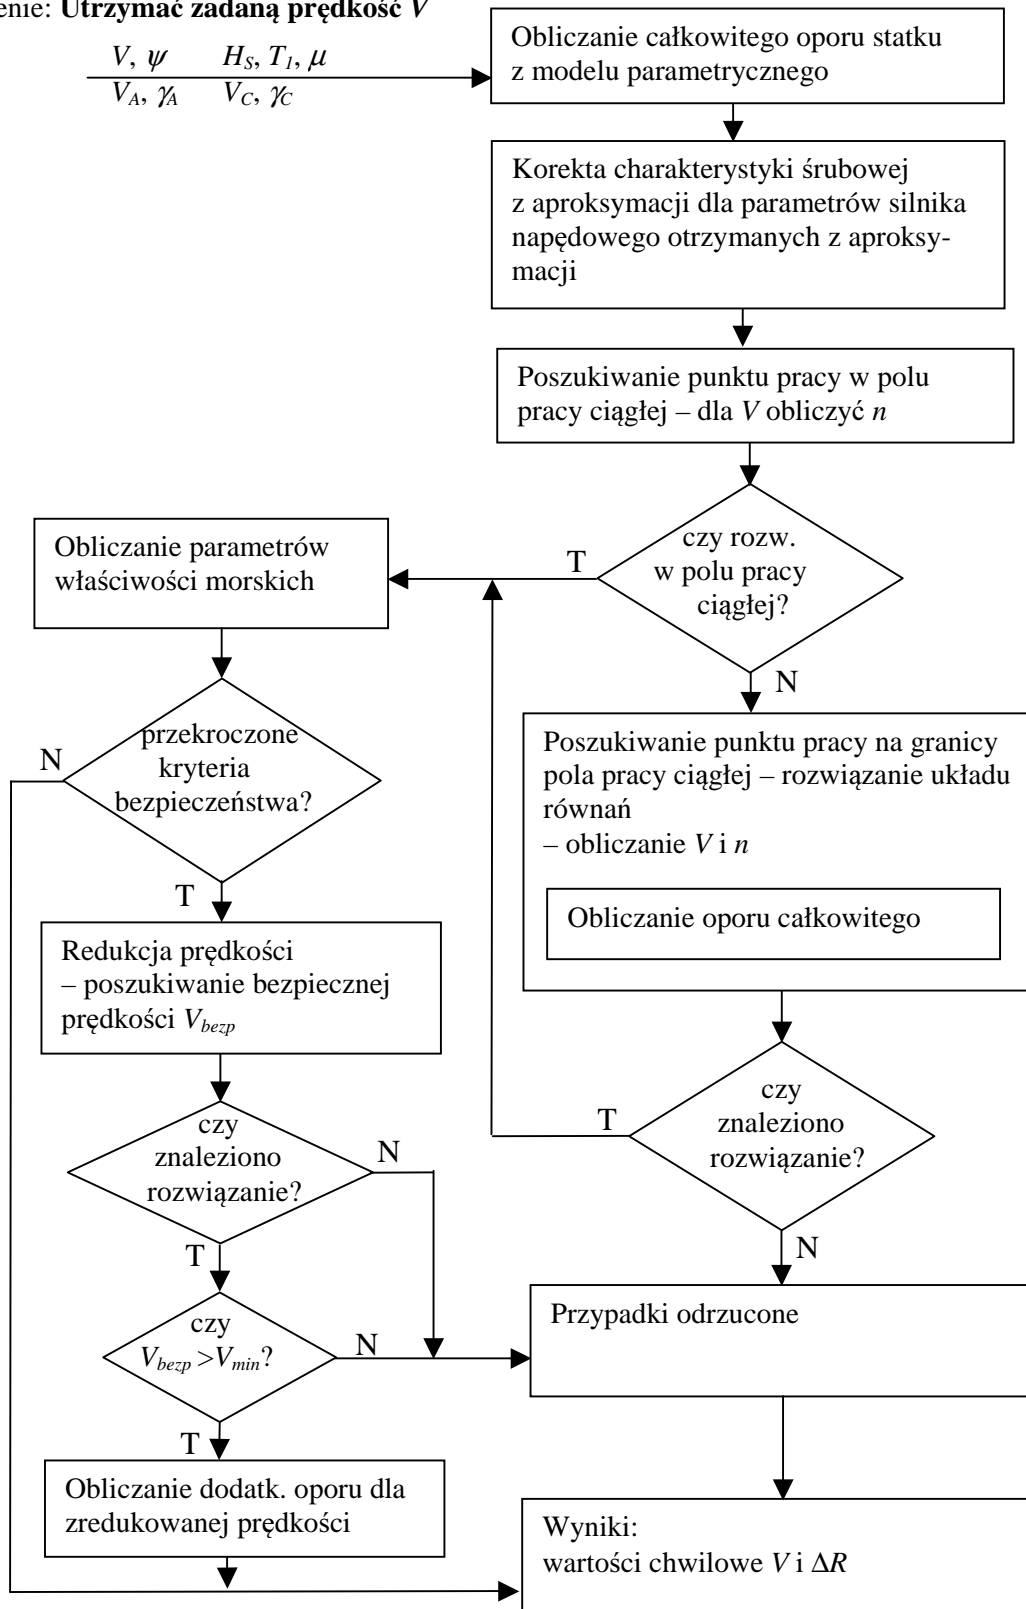 enie: Utrzymać zadaną prędkość V
V, ψ H_S, T_1, μ
V_A, γ_A V_C, γ_C
Obliczanie całkowitego oporu statku
z modelu parametrycznego
Korekta charakterystyki śrubowej
z aproksymacji dla parametrów silnika
napędowego otrzymanych z aproksy-
macji
Poszukiwanie punktu pracy w polu
pracy ciągłej – dla V obliczyć n
czy rozw.
w polu pracy
ciągłej?
T
N
Obliczanie parametrów
właściwości morskich
przekroczone
kryteria
bezpieczeństwa?
N
T
Poszukiwanie punktu pracy na granicy
pola pracy ciągłej – rozwiązanie układu
równań
– obliczanie V i n
Obliczanie oporu całkowitego
Redukcja prędkości
– poszukiwanie bezpiecznej
prędkości V_bezp
czy
znaleziono
rozwiązanie?
T
N
czy
znaleziono
rozwiązanie?
N
T
Przypadki odrzucone
czy
V_bezp >V_min?
N
T
Obliczanie dodatk. oporu dla
zredukowanej prędkości
Wyniki:
wartości chwilowe V i ΔR